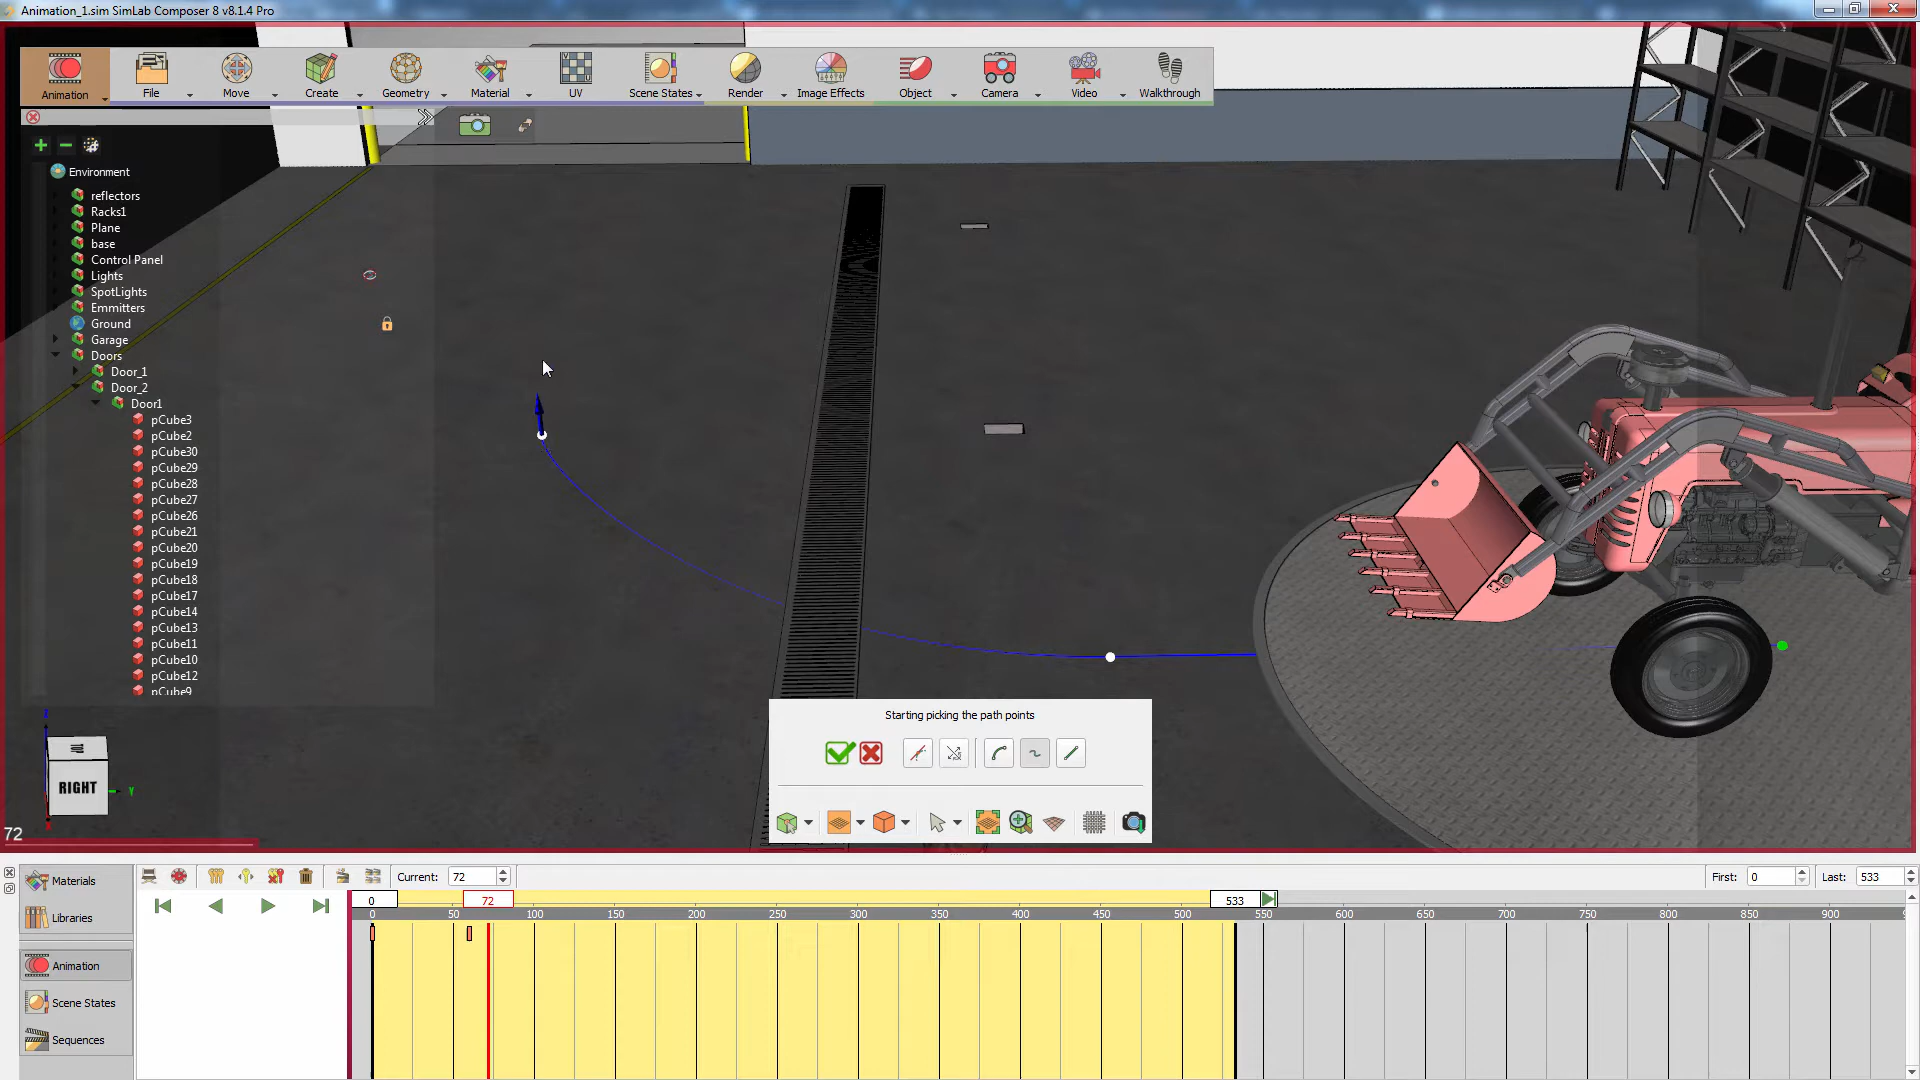 Animation_1.sim SimLab Composer 8 v8.1.4 Pro
Animation File Move Create Geometry Material UV Scene States Render Image Effects Object Camera Video Walkthrough
Environment
reflectors
Racks1
Plane
base
Control Panel
Lights
SpotLights
Emmitters
Ground
Garage
Doors
Door_1
Door_2
Door1
pCube3
pCube2
pCube30
pCube29
pCube28
pCube27
pCube26
pCube21
pCube20
pCube19
pCube18
pCube17
pCube14
pCube13
pCube11
pCube10
pCube12
pCube9
Starting picking the path points
Z
RIGHT
Y
X
72
Materials
Libraries
Animation
Scene States
Sequences
Current: 72
First: 0 Last: 533
0 72 533
0 50 100 150 200 250 300 350 400 450 500 550 600 650 700 750 800 850 900